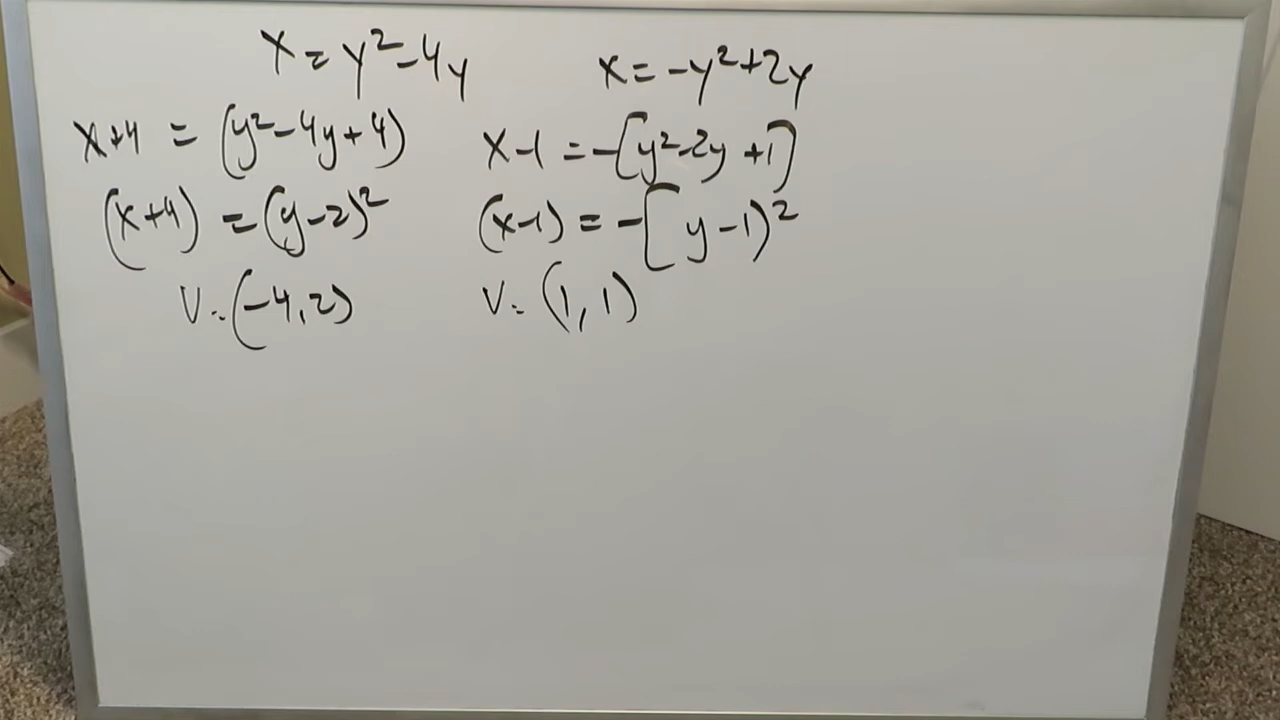 x = y² - 4y
x+4 = (y² - 4y + 4)
(x+4) = (y-2)²
V: (-4, 2)
x = -y² + 2y
x-1 = -[y² - 2y + 1]
(x-1) = -[y-1)²
V: (1, 1)